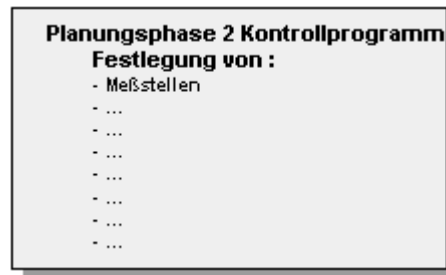 Planungsphase 2 Kontrollprogramm
Festlegung von :
- Meßstellen
- ...
- ...
- ...
- ...
- ...
- ...
- ...